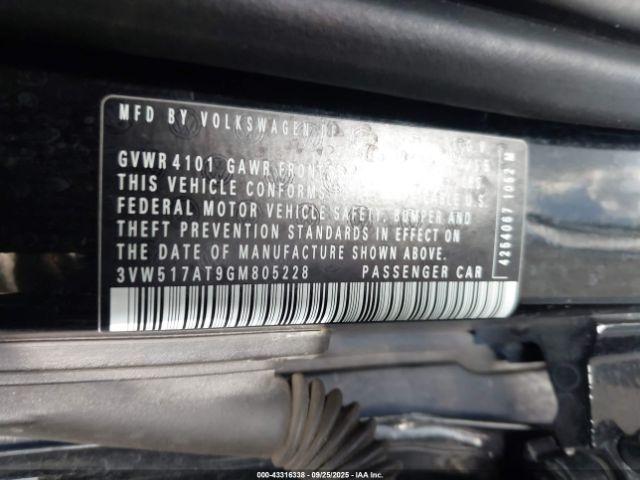 MFD BY VOLKSWAGEN
GVWR 4101 GAWR FRONT
THIS VEHICLE CONFORMS U.S.
FEDERAL MOTOR VEHICLE SAFETY, BUMPER AND
THEFT PREVENTION STANDARDS IN EFFECT ON
THE DATE OF MANUFACTURE SHOWN ABOVE.
3VW517AT9GM805228 PASSENGER CAR
4254067 1062 M
000-43316338 - 09/25/2025 - IAA Inc.